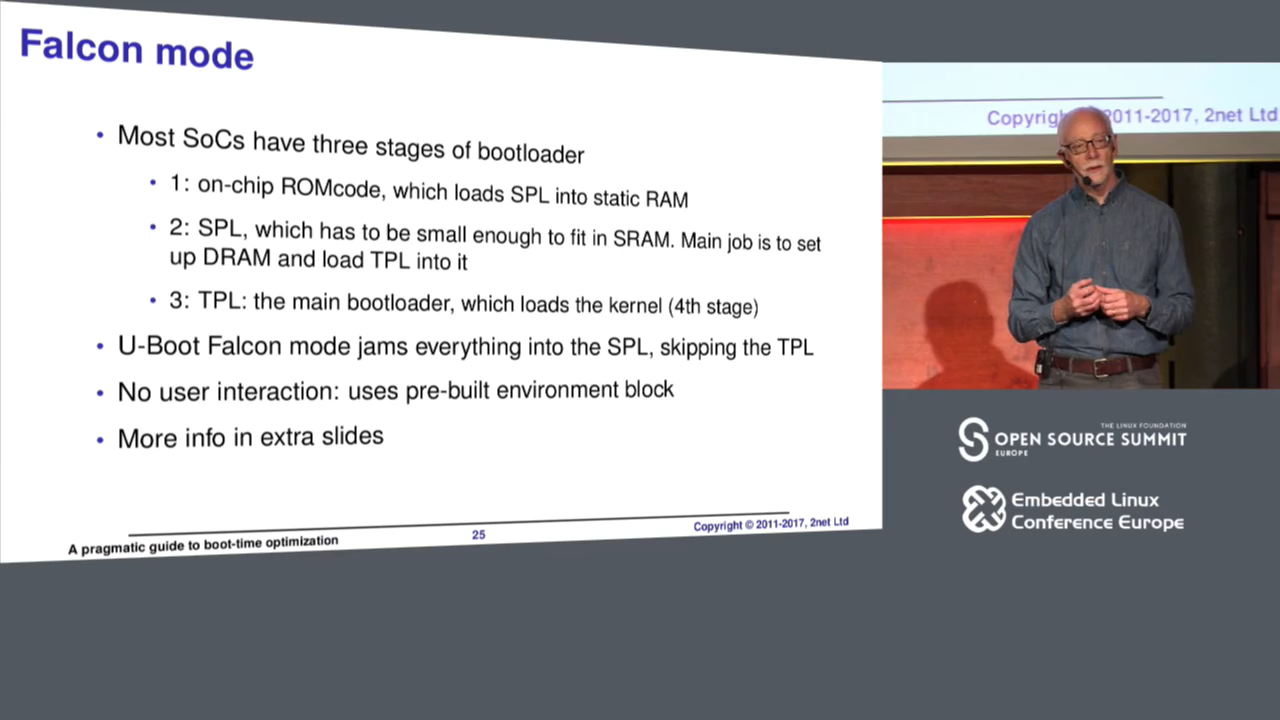 Falcon mode
• Most SoCs have three stages of bootloader
• 1: on-chip ROMcode, which loads SPL into static RAM
• 2: SPL, which has to be small enough to fit in SRAM. Main job is to set
up DRAM and load TPL into it
• 3: TPL: the main bootloader, which loads the kernel (4th stage)
• U-Boot Falcon mode jams everything into the SPL, skipping the TPL
• No user interaction: uses pre-built environment block
• More info in extra slides
A pragmatic guide to boot-time optimization
25
Copyright © 2011-2017, 2net Ltd
2011-2017, 2net Ltd
THE LINUX FOUNDATION
OPEN SOURCE SUMMIT
EUROPE
Embedded Linux
Conference Europe